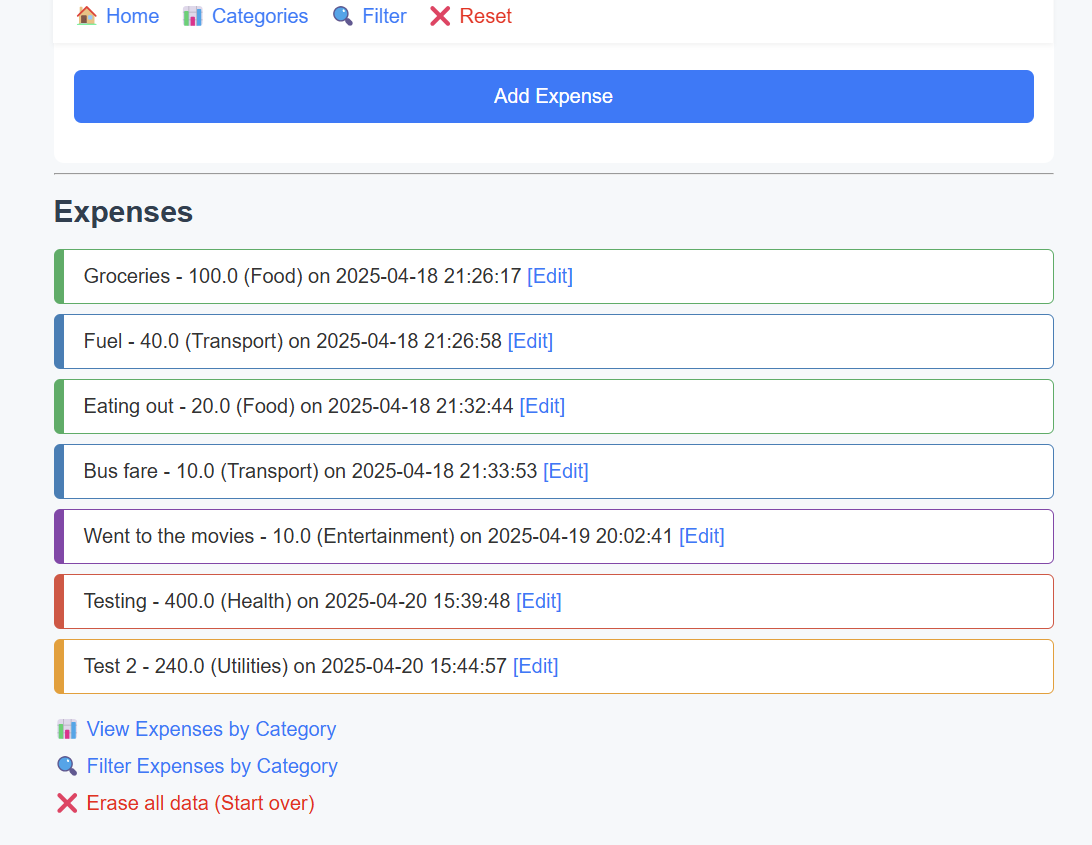 Home Categories Filter Reset
Add Expense
Expenses
Groceries - 100.0 (Food) on 2025-04-18 21:26:17 [Edit]
Fuel - 40.0 (Transport) on 2025-04-18 21:26:58 [Edit]
Eating out - 20.0 (Food) on 2025-04-18 21:32:44 [Edit]
Bus fare - 10.0 (Transport) on 2025-04-18 21:33:53 [Edit]
Went to the movies - 10.0 (Entertainment) on 2025-04-19 20:02:41 [Edit]
Testing - 400.0 (Health) on 2025-04-20 15:39:48 [Edit]
Test 2 - 240.0 (Utilities) on 2025-04-20 15:44:57 [Edit]
View Expenses by Category
Filter Expenses by Category
Erase all data (Start over)